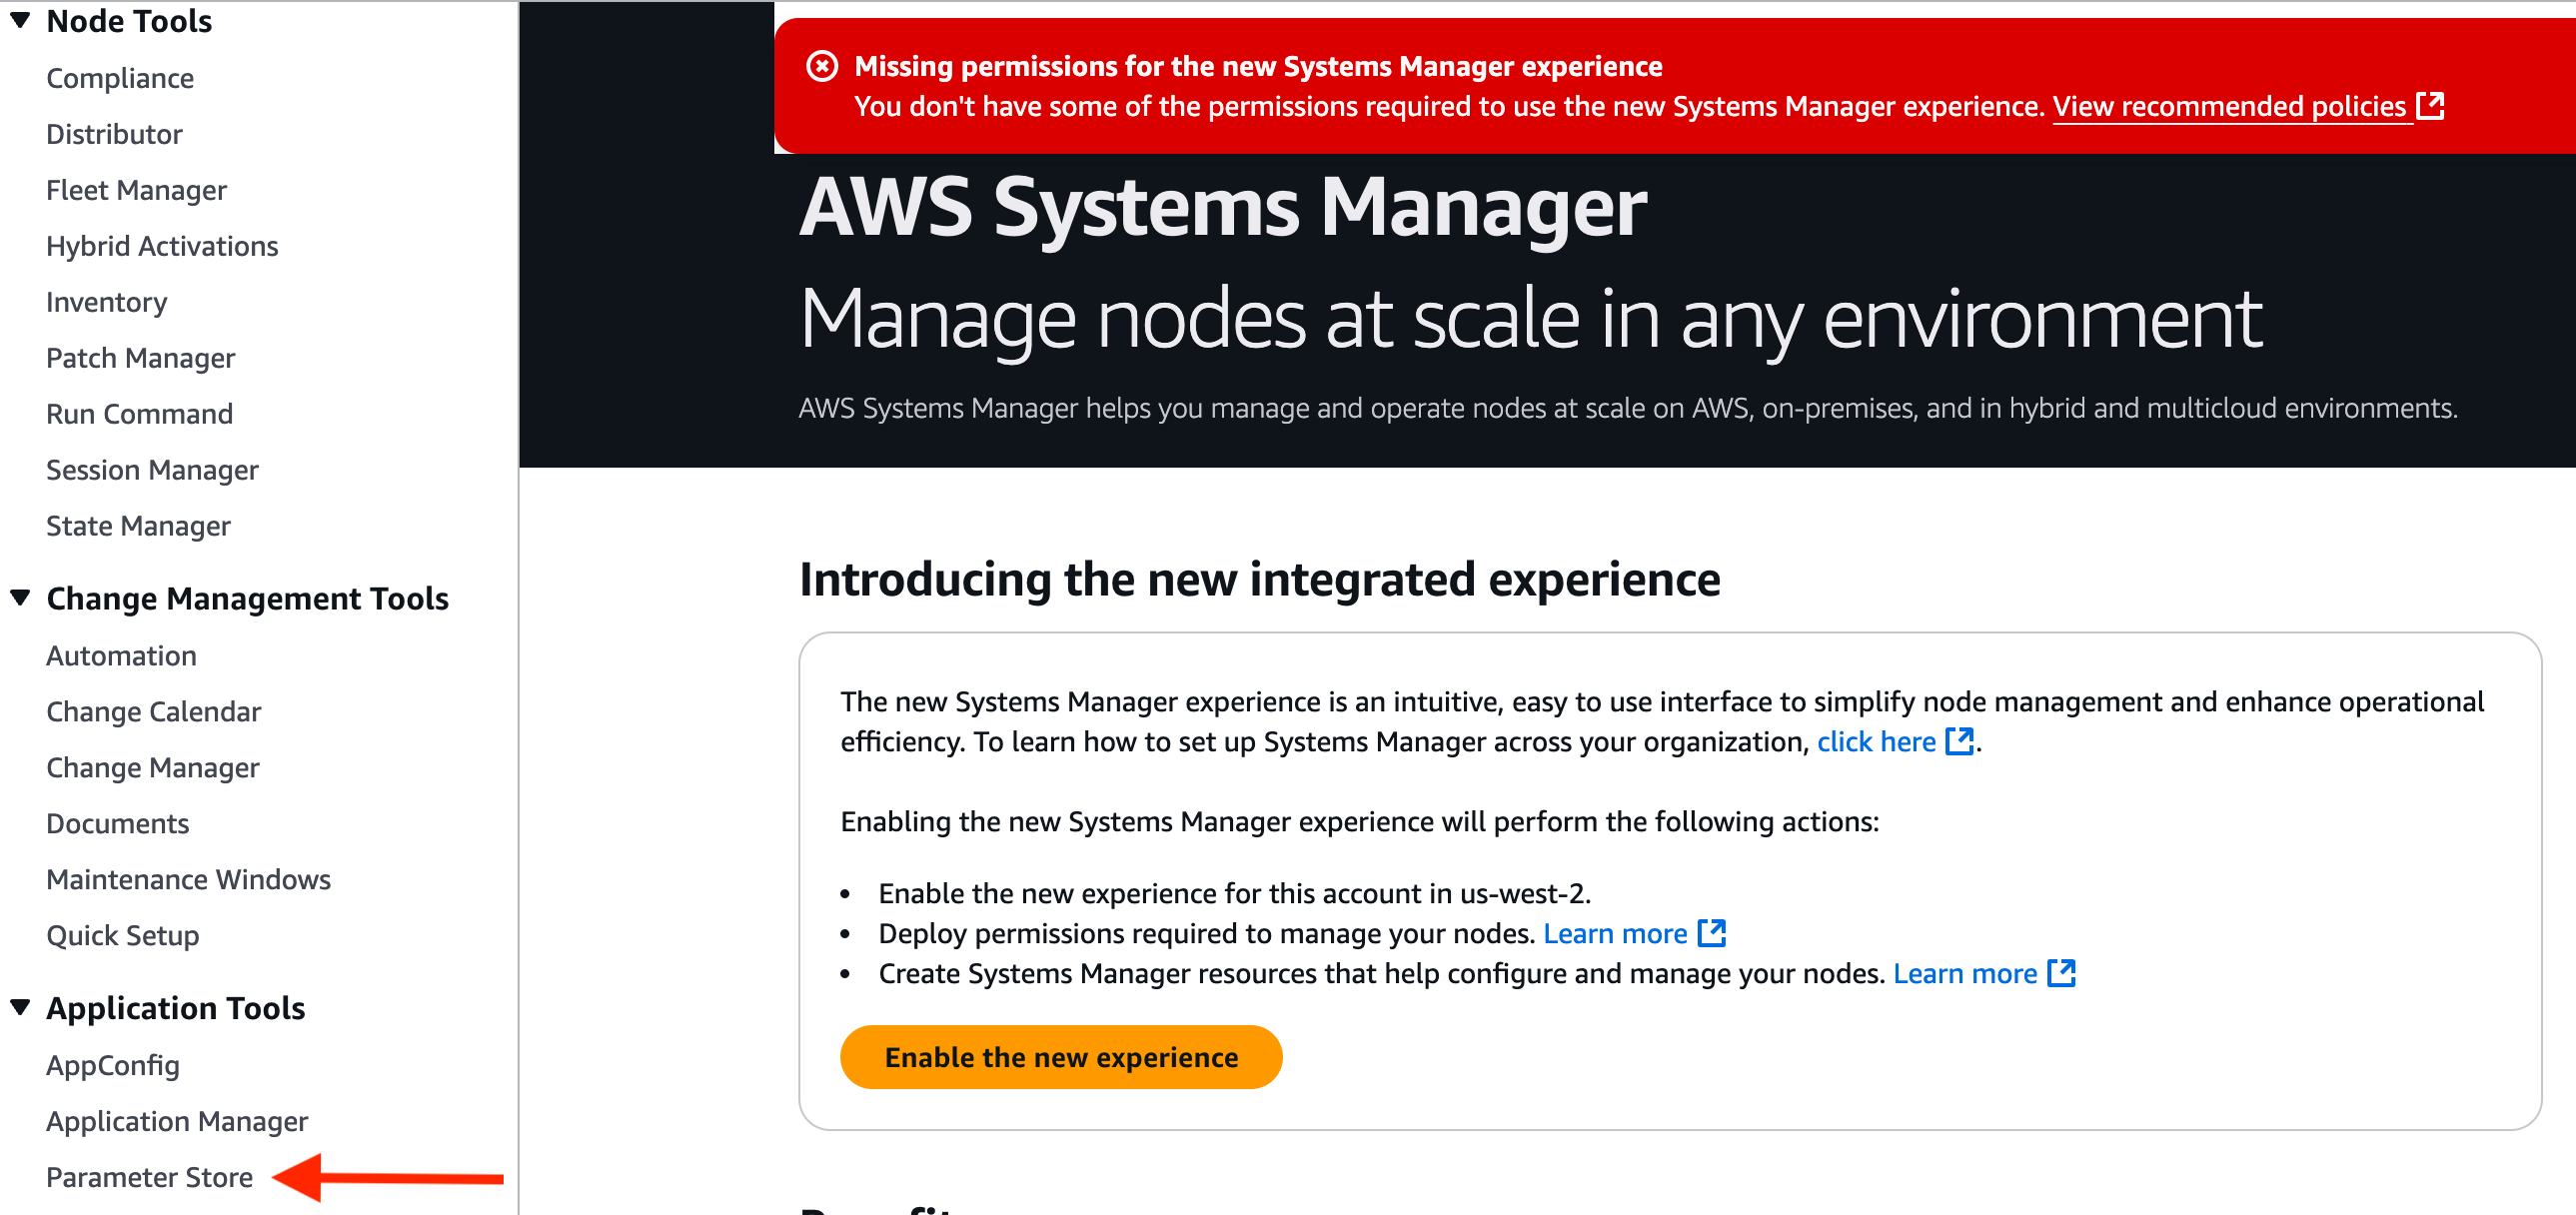 Node Tools
Compliance
Distributor
Fleet Manager
Hybrid Activations
Inventory
Patch Manager
Run Command
Session Manager
State Manager
Change Management Tools
Automation
Change Calendar
Change Manager
Documents
Maintenance Windows
Quick Setup
Application Tools
AppConfig
Application Manager
Parameter Store
Missing permissions for the new Systems Manager experience
You don't have some of the permissions required to use the new Systems Manager experience. View recommended policies
AWS Systems Manager
Manage nodes at scale in any environment
AWS Systems Manager helps you manage and operate nodes at scale on AWS, on-premises, and in hybrid and multicloud environments.
Introducing the new integrated experience
The new Systems Manager experience is an intuitive, easy to use interface to simplify node management and enhance operational
efficiency. To learn how to set up Systems Manager across your organization, click here.
Enabling the new Systems Manager experience will perform the following actions:
• Enable the new experience for this account in us-west-2.
• Deploy permissions required to manage your nodes. Learn more
• Create Systems Manager resources that help configure and manage your nodes. Learn more
Enable the new experience